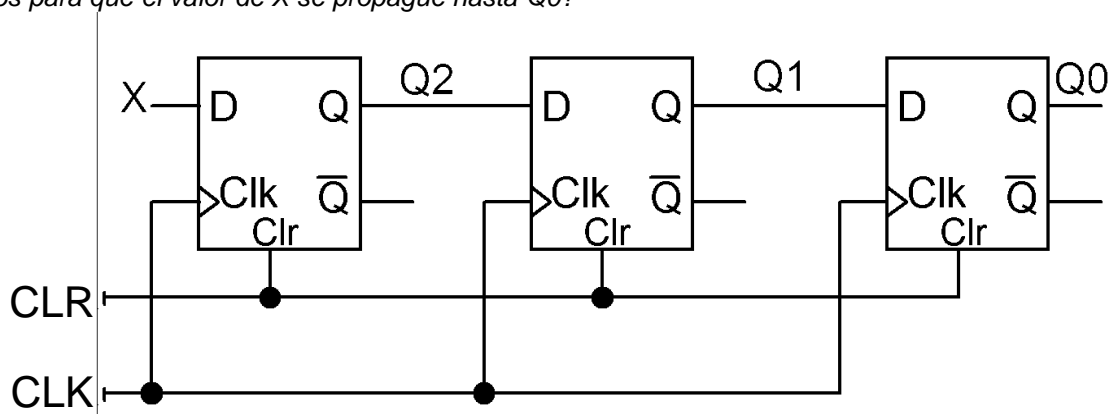 para que el valor de X se propague hasta Q0?
X D Q Q2 D Q Q1 D Q Q0
Clk Q̅ Clk Q̅ Clk Q̅
Clr Clr Clr
CLR
CLK